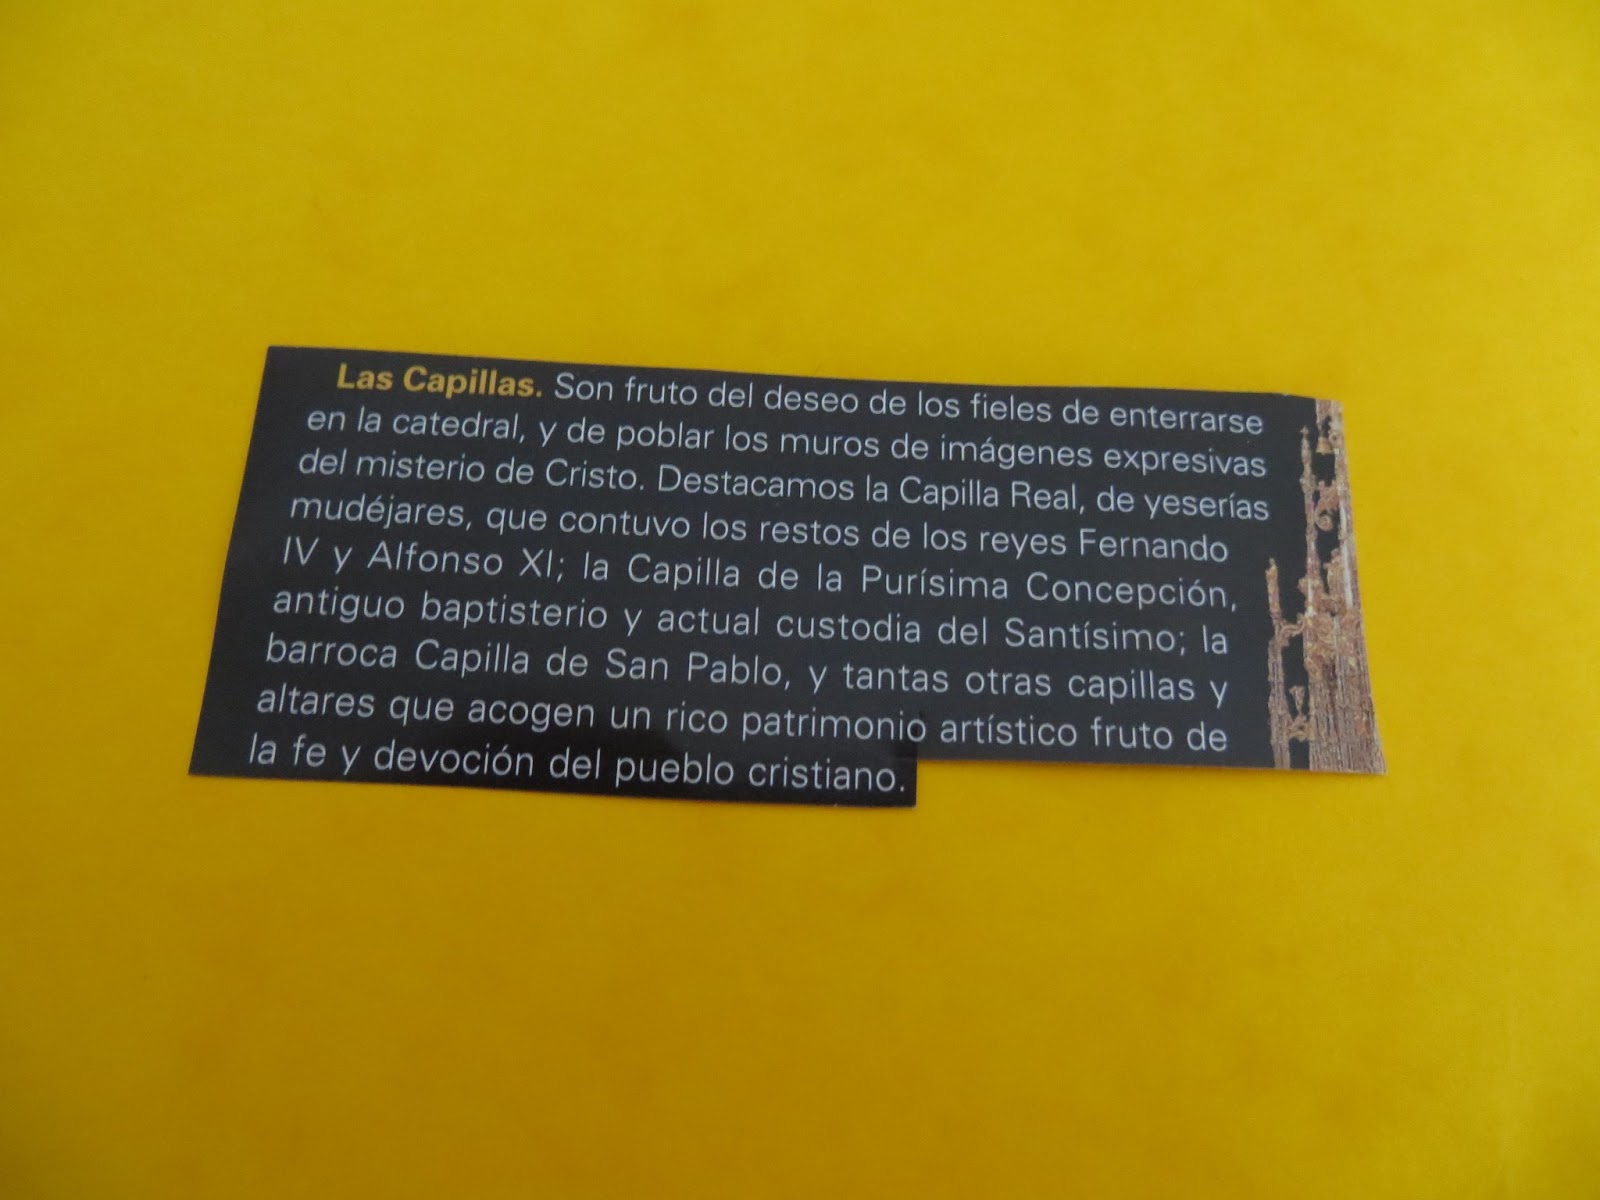 Las Capillas. Son fruto del deseo de los fieles de enterrarse
en la catedral, y de poblar los muros de imágenes expresivas
del misterio de Cristo. Destacamos la Capilla Real, de yeserías
mudéjares, que contuvo los restos de los reyes Fernando
IV y Alfonso XI; la Capilla de la Purísima Concepción,
antiguo baptisterio y actual custodia del Santísimo; la
barroca Capilla de San Pablo, y tantas otras capillas y
altares que acogen un rico patrimonio artístico fruto de
la fe y devoción del pueblo cristiano.